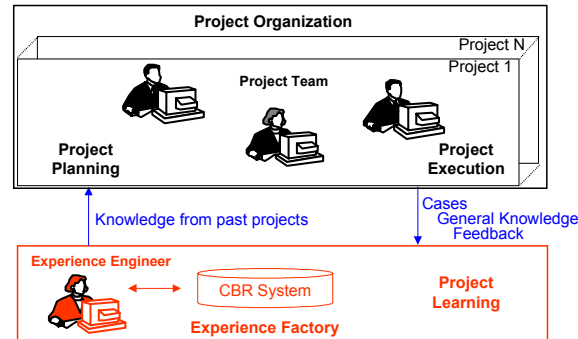 Project Organization
Project N
Project 1
Project Team
Project
Planning
Project
Execution
Knowledge from past projects
Cases
General Knowledge
Feedback
Experience Engineer
CBR System
Project
Learning
Experience Factory